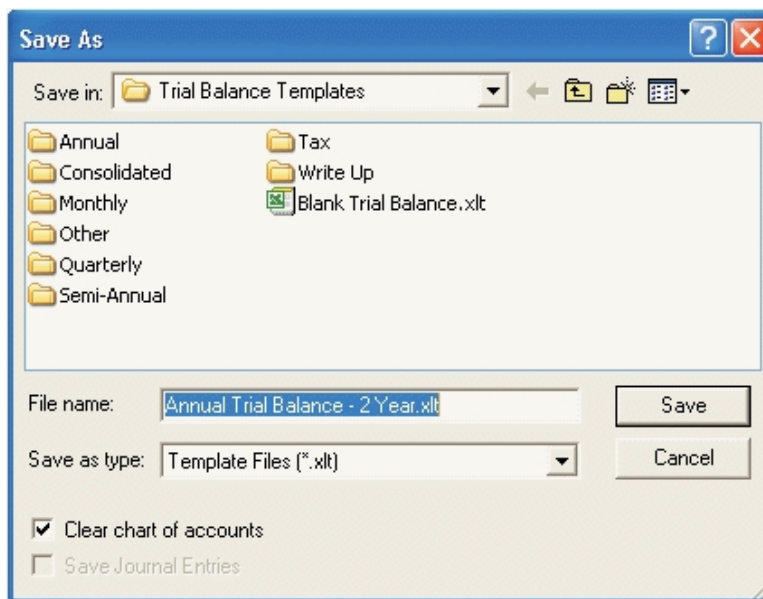 Save As
Save in: Trial Balance Templates
Annual
Consolidated
Monthly
Other
Quarterly
Semi-Annual
Tax
Write Up
Blank Trial Balance.xlt
File name: Annual Trial Balance - 2 Year.xlt Save
Save as type: Template Files (*.xlt) Cancel
Clear chart of accounts
Save Journal Entries